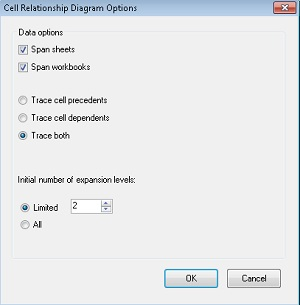 Cell Relationship Diagram Options
Data options
Span sheets
Span workbooks
Trace cell precedents
Trace cell dependents
Trace both
Initial number of expansion levels:
Limited 2
All
OK Cancel